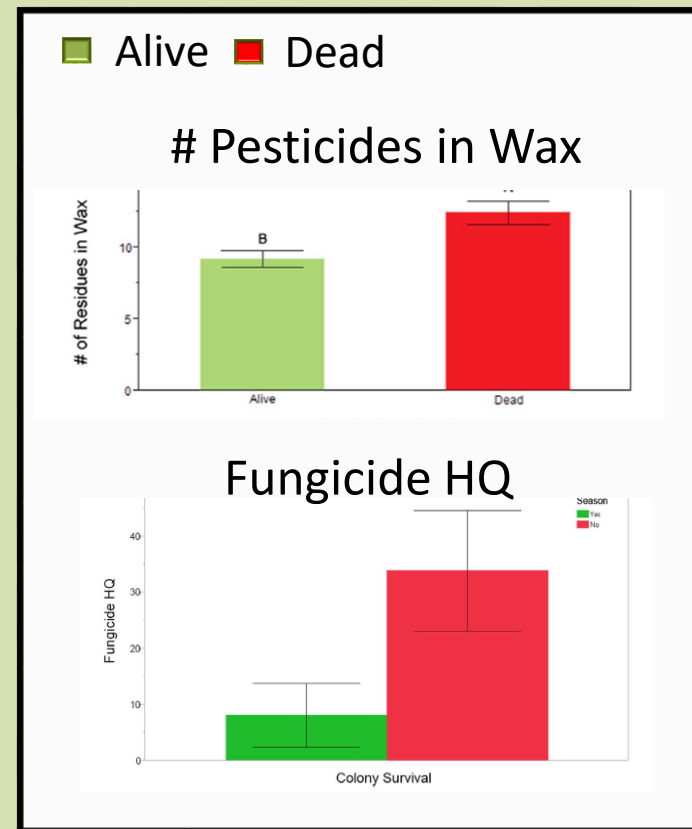 Alive Dead
# Pesticides in Wax
# of Residues in Wax
B
10
5
0
Alive Dead
Fungicide HQ
Season
Yes
No
Fungicide HQ
40
30
20
10
0
Colony Survival